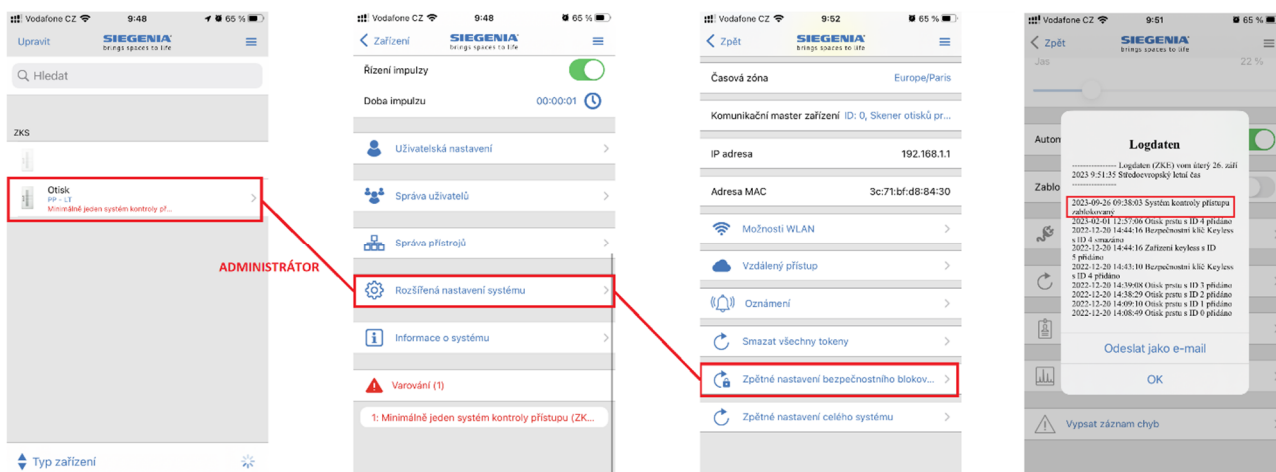 Vodafone CZ 9:48 65 %
Upravit SIEGENIA
brings spaces to life
Hledat
ZKS
Otisk
PP - LT
Minimálně jeden systém kontroly př...
Typ zařízení
ADMINISTRÁTOR
Vodafone CZ 9:48 65 %
Zařízení SIEGENIA
brings spaces to life
Řízení impulzy
Doba impulzu 00:00:01
Uživatelská nastavení
Správa uživatelů
Správa přístrojů
Rozšířená nastavení systému
Informace o systému
Varování (1)
1: Minimálně jeden systém kontroly přístupu (ZK...
Vodafone CZ 9:52 65 %
Zpět SIEGENIA
brings spaces to life
Časová zóna Europe/Paris
Komunikační master zařízení ID: 0, Skener otisků pr...
IP adresa 192.168.1.1
Adresa MAC 3c:71:bf:d8:84:30
Možnosti WLAN
Vzdálený přístup
Oznámení
Smazat všechny tokeny
Zpětné nastavení bezpečnostního blokov...
Zpětné nastavení celého systému
Vodafone CZ 9:51 65 %
Zpět SIEGENIA
brings spaces to life
Jas 22 %
Autom
Zablo
Logdaten
---------------- Logdaten (ZKE) vom úterý 26. září
2023 9:51:35 Středoevropský letní čas
----------------
2023-09-26 09:38:03 Systém kontroly přístupu
zablokovaný
2023-02-01 12:57:06 Otisk prstu s ID 4 přidáno
2022-12-20 14:44:16 Bezpečnostní klíč Keyless
s ID 4 smazáno
2022-12-20 14:44:16 Zařízení keyless s ID
5 přidáno
2022-12-20 14:43:10 Bezpečnostní klíč Keyless
s ID 4 přidáno
2022-12-20 14:39:08 Otisk prstu s ID 3 přidáno
2022-12-20 14:38:29 Otisk prstu s ID 2 přidáno
2022-12-20 14:09:10 Otisk prstu s ID 1 přidáno
2022-12-20 14:08:49 Otisk prstu s ID 0 přidáno
Odeslat jako e-mail
OK
Vypsat záznam chyb